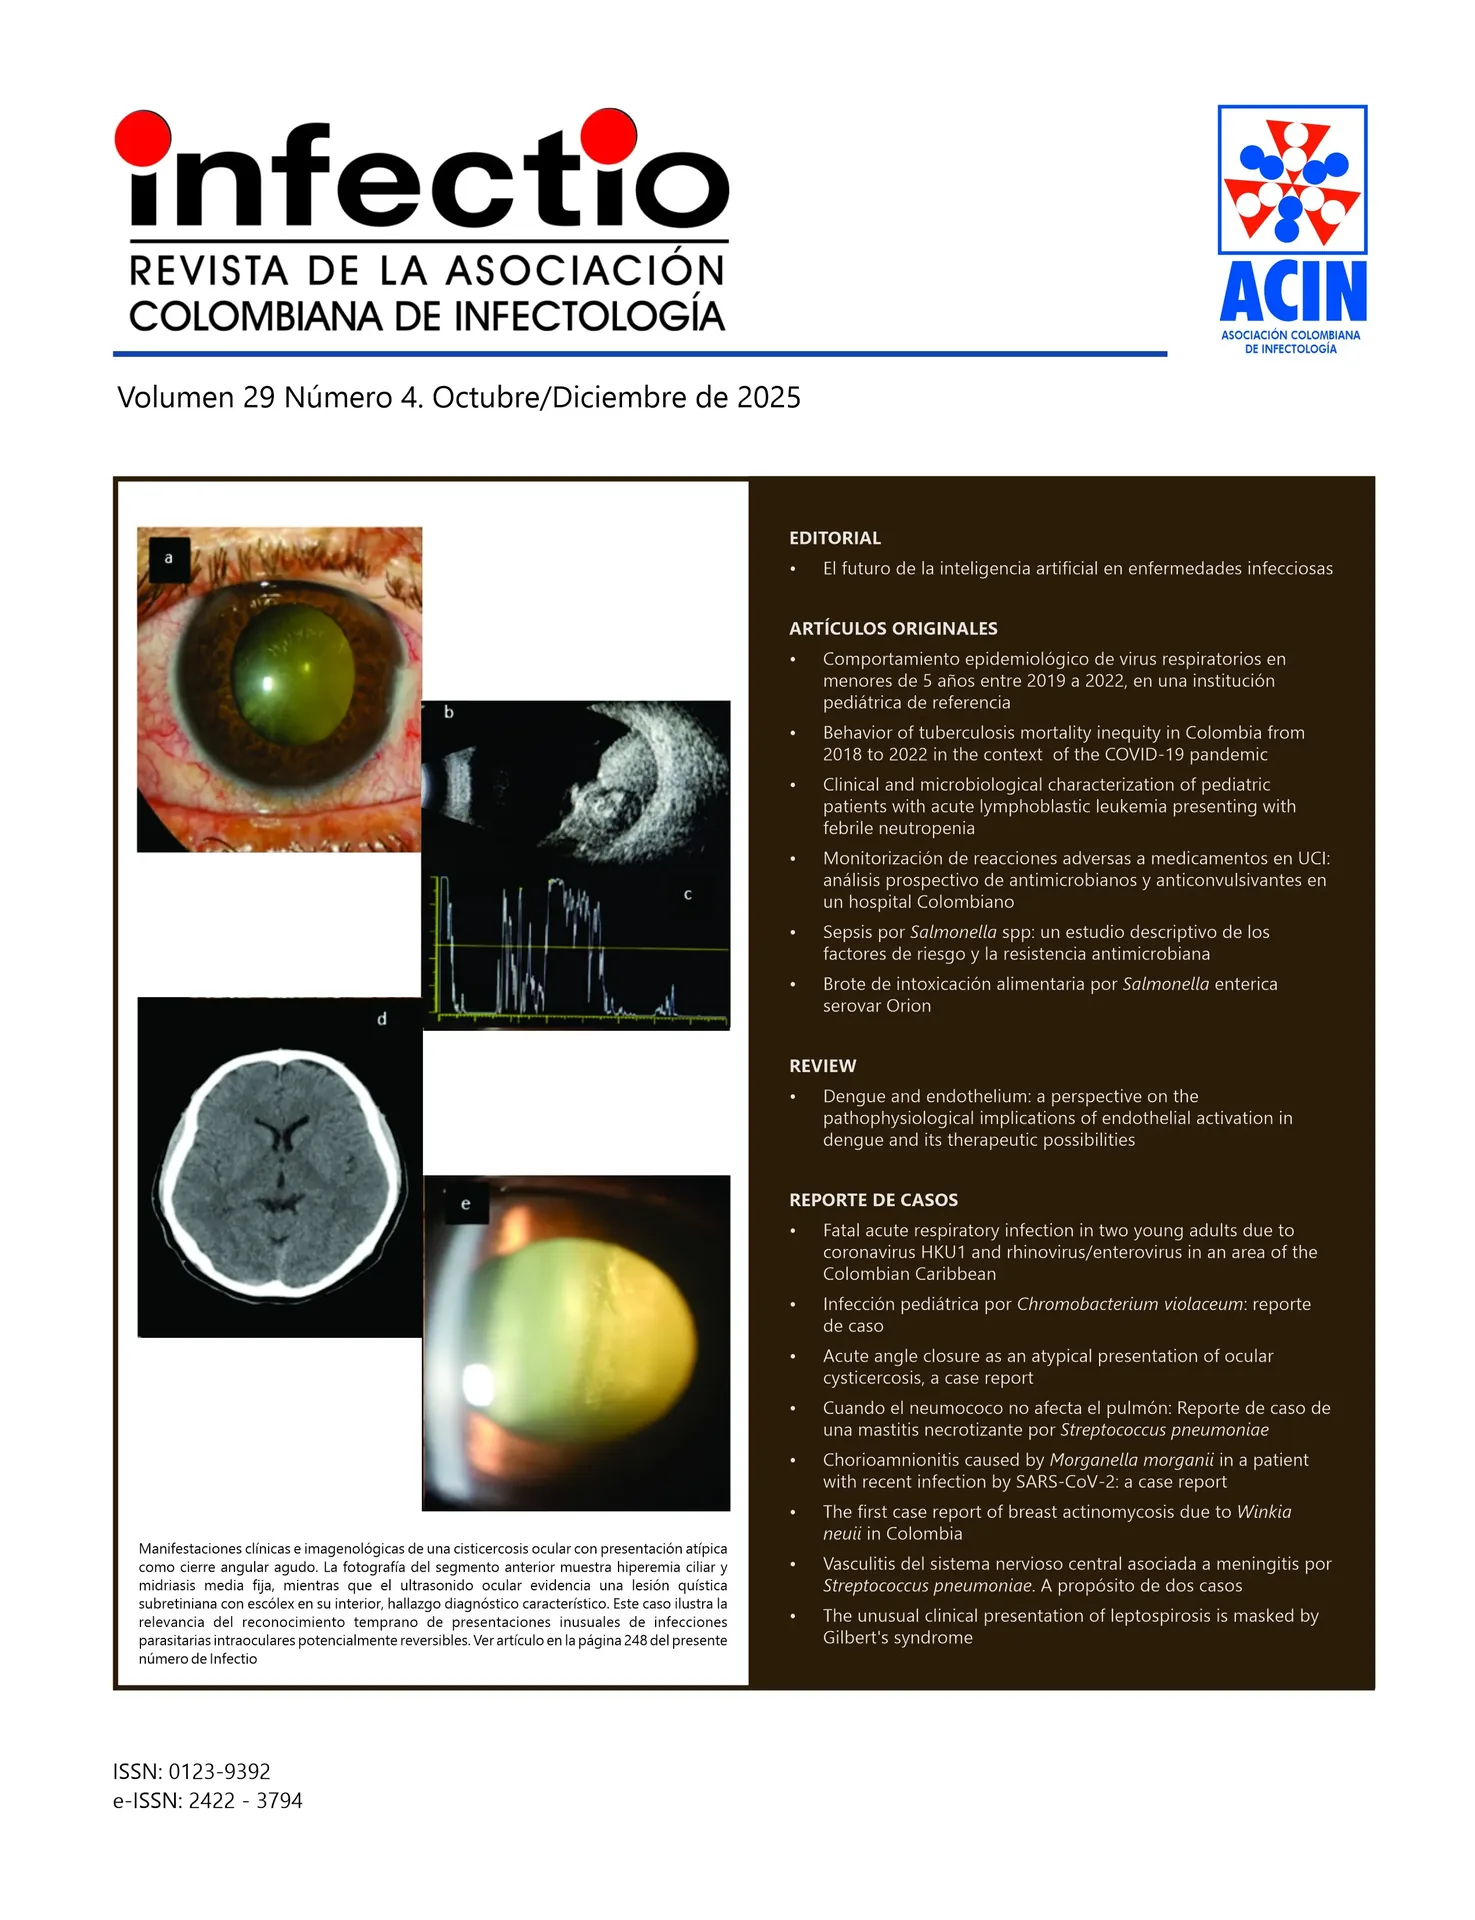 infectio
REVISTA DE LA ASOCIACIÓN
COLOMBIANA DE INFECTOLOGÍA
ACIN
ASOCIACIÓN COLOMBIANA
DE INFECTOLOGÍA
Volumen 29 Número 4. Octubre/Diciembre de 2025
a
b
c
d
e
Manifestaciones clínicas e imagenológicas de una cisticercosis ocular con presentación atípica
como cierre angular agudo. La fotografía del segmento anterior muestra hiperemia ciliar y
midriasis media fija, mientras que el ultrasonido ocular evidencia una lesión quística
subretiniana con escólex en su interior, hallazgo diagnóstico característico. Este caso ilustra la
relevancia del reconocimiento temprano de presentaciones inusuales de infecciones
parasitarias intraoculares potencialmente reversibles. Ver artículo en la página 248 del presente
número de Infectio
EDITORIAL
• El futuro de la inteligencia artificial en enfermedades infecciosas
ARTÍCULOS ORIGINALES
• Comportamiento epidemiológico de virus respiratorios en
menores de 5 años entre 2019 a 2022, en una institución
pediátrica de referencia
• Behavior of tuberculosis mortality inequity in Colombia from
2018 to 2022 in the context of the COVID-19 pandemic
• Clinical and microbiological characterization of pediatric
patients with acute lymphoblastic leukemia presenting with
febrile neutropenia
• Monitorización de reacciones adversas a medicamentos en UCI:
análisis prospectivo de antimicrobianos y anticonvulsivantes en
un hospital Colombiano
• Sepsis por Salmonella spp: un estudio descriptivo de los
factores de riesgo y la resistencia antimicrobiana
• Brote de intoxicación alimentaria por Salmonella enterica
serovar Orion
REVIEW
• Dengue and endothelium: a perspective on the
pathophysiological implications of endothelial activation in
dengue and its therapeutic possibilities
REPORTE DE CASOS
• Fatal acute respiratory infection in two young adults due to
coronavirus HKU1 and rhinovirus/enterovirus in an area of the
Colombian Caribbean
• Infección pediátrica por Chromobacterium violaceum: reporte
de caso
• Acute angle closure as an atypical presentation of ocular
cysticercosis, a case report
• Cuando el neumococo no afecta el pulmón: Reporte de caso de
una mastitis necrotizante por Streptococcus pneumoniae
• Chorioamnionitis caused by Morganella morganii in a patient
with recent infection by SARS-CoV-2: a case report
• The first case report of breast actinomycosis due to Winkia
neuii in Colombia
• Vasculitis del sistema nervioso central asociada a meningitis por
Streptococcus pneumoniae. A propósito de dos casos
• The unusual clinical presentation of leptospirosis is masked by
Gilbert's syndrome
ISSN: 0123-9392
e-ISSN: 2422 - 3794